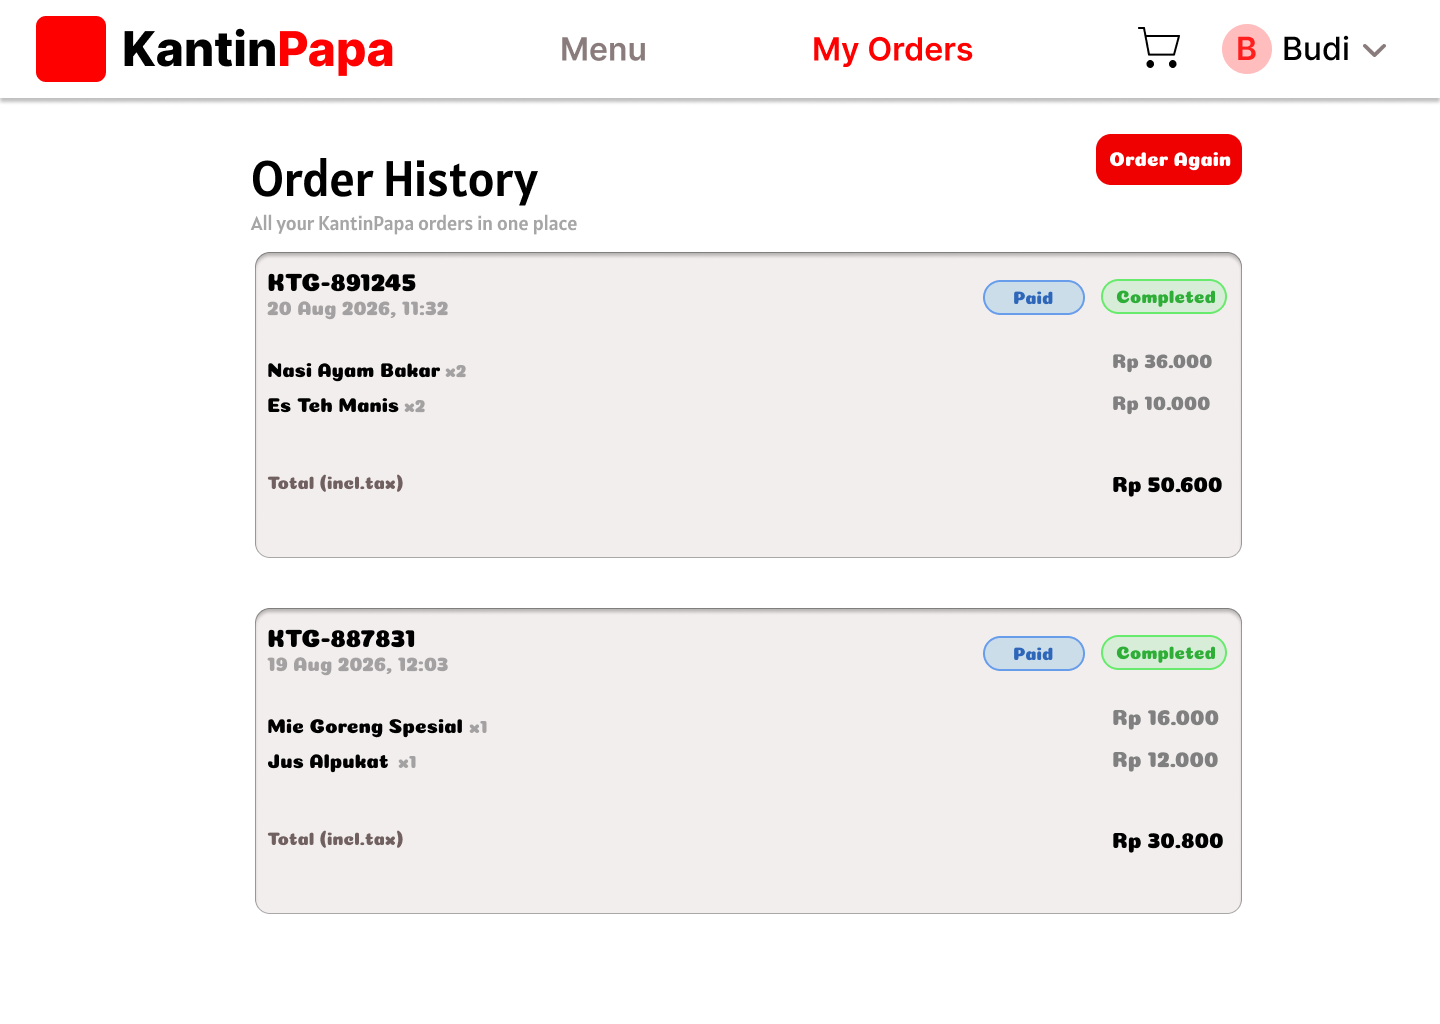 KantinPapa Menu My Orders B Budi
Order Again
Order History
All your KantinPapa orders in one place
KTG-891245
20 Aug 2026, 11:32
Paid Completed
Nasi Ayam Bakar x2 Rp 36.000
Es Teh Manis x2 Rp 10.000
Total (incl.tax) Rp 50.600
KTG-887831
19 Aug 2026, 12:03
Paid Completed
Mie Goreng Spesial x1 Rp 16.000
Jus Alpukat x1 Rp 12.000
Total (incl.tax) Rp 30.800